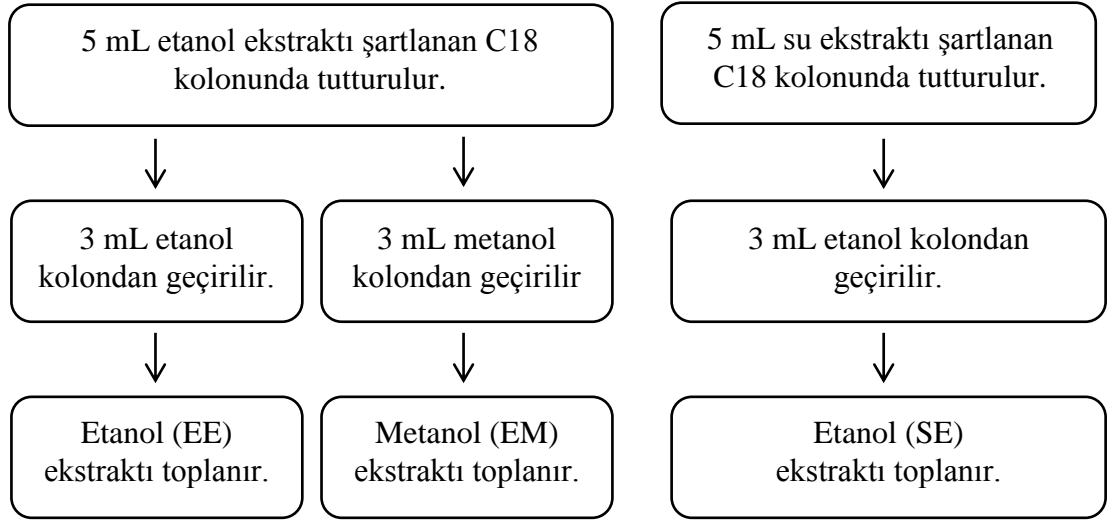 5 mL etanol ekstraktı şartlanan C18
kolonunda tutturulur.
5 mL su ekstraktı şartlanan
C18 kolonunda tutturulur.
3 mL etanol
kolondan geçirilir.
3 mL metanol
kolondan geçirilir
3 mL etanol kolondan
geçirilir.
Etanol (EE)
ekstraktı toplanır.
Metanol (EM)
ekstraktı toplanır.
Etanol (SE)
ekstraktı toplanır.